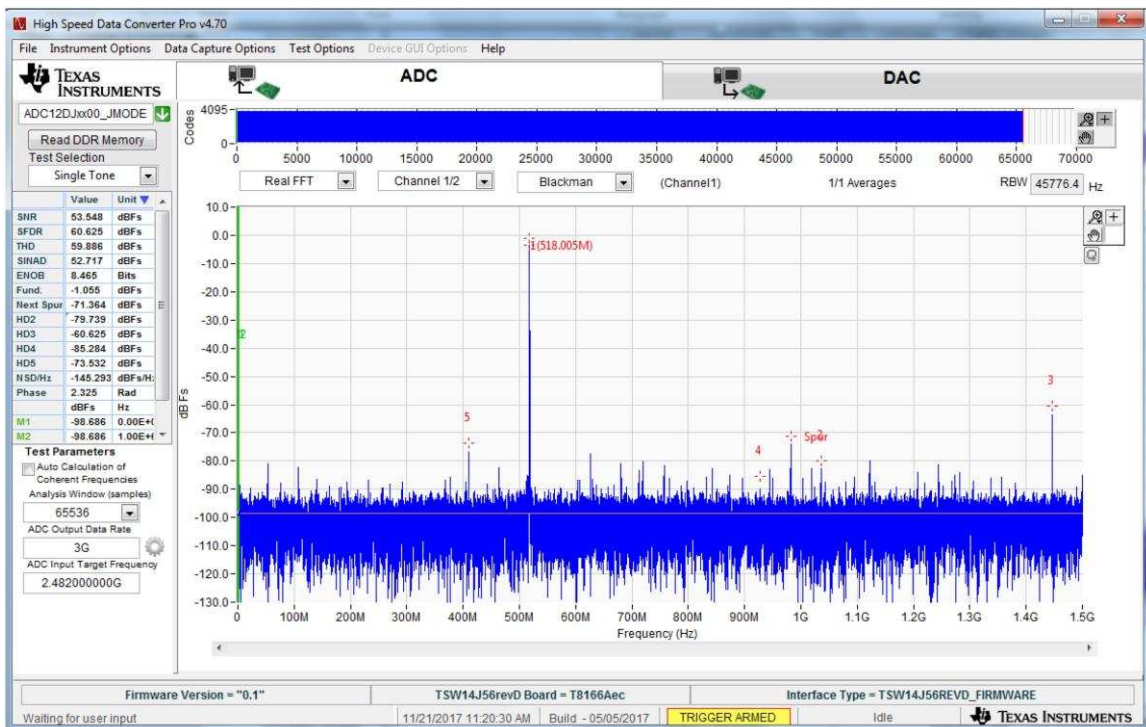 High Speed Data Converter Pro v4.70
File Instrument Options Data Capture Options Test Options Device GUI Options Help
TEXAS INSTRUMENTS
ADC
DAC
ADC12DJxx00_JMODE
Read DDR Memory
Test Selection
Single Tone
Value Unit
SNR 53.548 dBFs
SFDR 60.625 dBFs
THD 59.886 dBFs
SINAD 52.717 dBFs
ENOB 8.465 Bits
Fund. -1.055 dBFs
Next Spur -71.364 dBFs
HD2 -79.739 dBFs
HD3 -60.625 dBFs
HD4 -85.284 dBFs
HD5 -73.532 dBFs
NSD/Hz -145.293 dBFs/H
Phase 2.325 Rad
dBFs Hz
M1 -98.686 0.00E+
M2 -98.686 1.00E+
Test Parameters
Auto Calculation of
Coherent Frequencies
Analysis Window (samples)
65536
ADC Output Data Rate
3G
ADC Input Target Frequency
2.482000000G
Codes
4095
0
0 5000 10000 15000 20000 25000 30000 35000 40000 45000 50000 55000 60000 65000 70000
Real FFT Channel 1/2 Blackman (Channel1) 1/1 Averages RBW 45776.4 Hz
10.0
0.0
-10.0
-20.0
-30.0
-40.0
-50.0
-60.0
-70.0
-80.0
-90.0
-100.0
-110.0
-120.0
-130.0
dB Fs
1(518.005M)
2
5
4
Spur
2
3
0 100M 200M 300M 400M 500M 600M 700M 800M 900M 1G 1.1G 1.2G 1.3G 1.4G 1.5G
Frequency (Hz)
Firmware Version = "0.1" TSW14J56revD Board = T8166Aec Interface Type = TSW14J56REVD_FIRMWARE
Waiting for user input 11/21/2017 11:20:30 AM Build - 05/05/2017 TRIGGER ARMED Idle TEXAS INSTRUMENTS